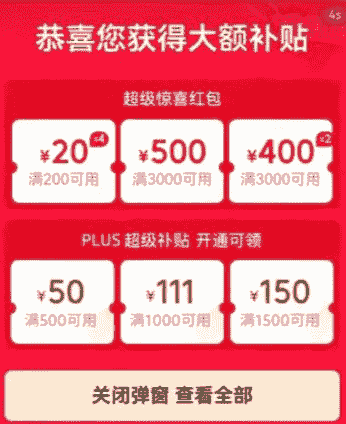 4s
恭喜您获得大额补贴
超级惊喜红包
¥20 x4 ¥500 ¥400 x2
满200可用 满3000可用 满3000可用
PLUS 超级补贴 开通可领
¥50 ¥111 ¥150
满500可用 满1000可用 满1500可用
关闭弹窗 查看全部